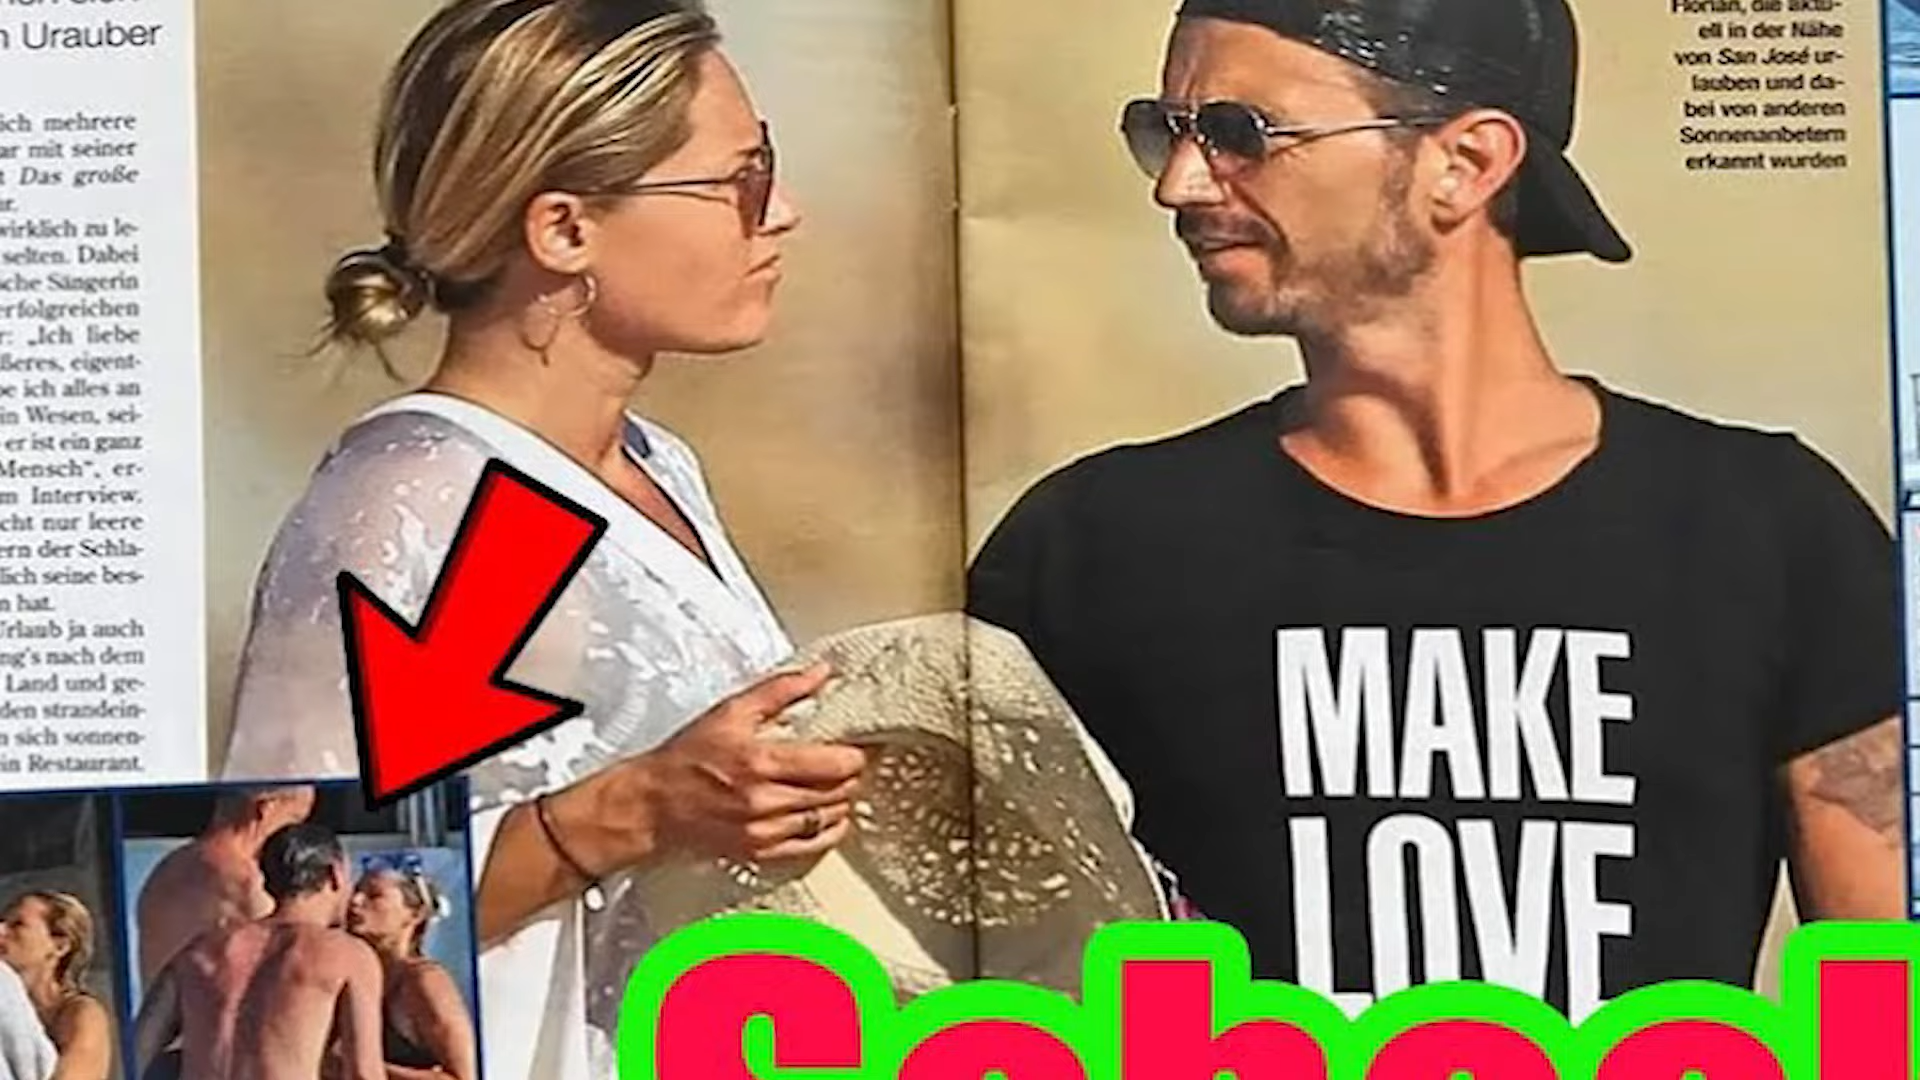 n Urauber
ich mehrere
ar mit seiner
t Das große
ur.
wirklich zu le-
selten. Dabei
sche Sängerin
erfolgreichen
r: „Ich liebe
ßeres, eigent-
be ich alles an
in Wesen, sei-
er ist ein ganz
Mensch“, er-
m Interview.
cht nur leere
ern der Schla-
lich seine bes-
n hat.
Urlaub ja auch
ng's nach dem
Land und ge-
den strandein-
n sich sonnen-
in Restaurant.
Florian, die aktu-
ell in der Nähe
von San José ur-
lauben und da-
bei von anderen
Sonnenanbetern
erkannt wurden
MAKE
LOVE